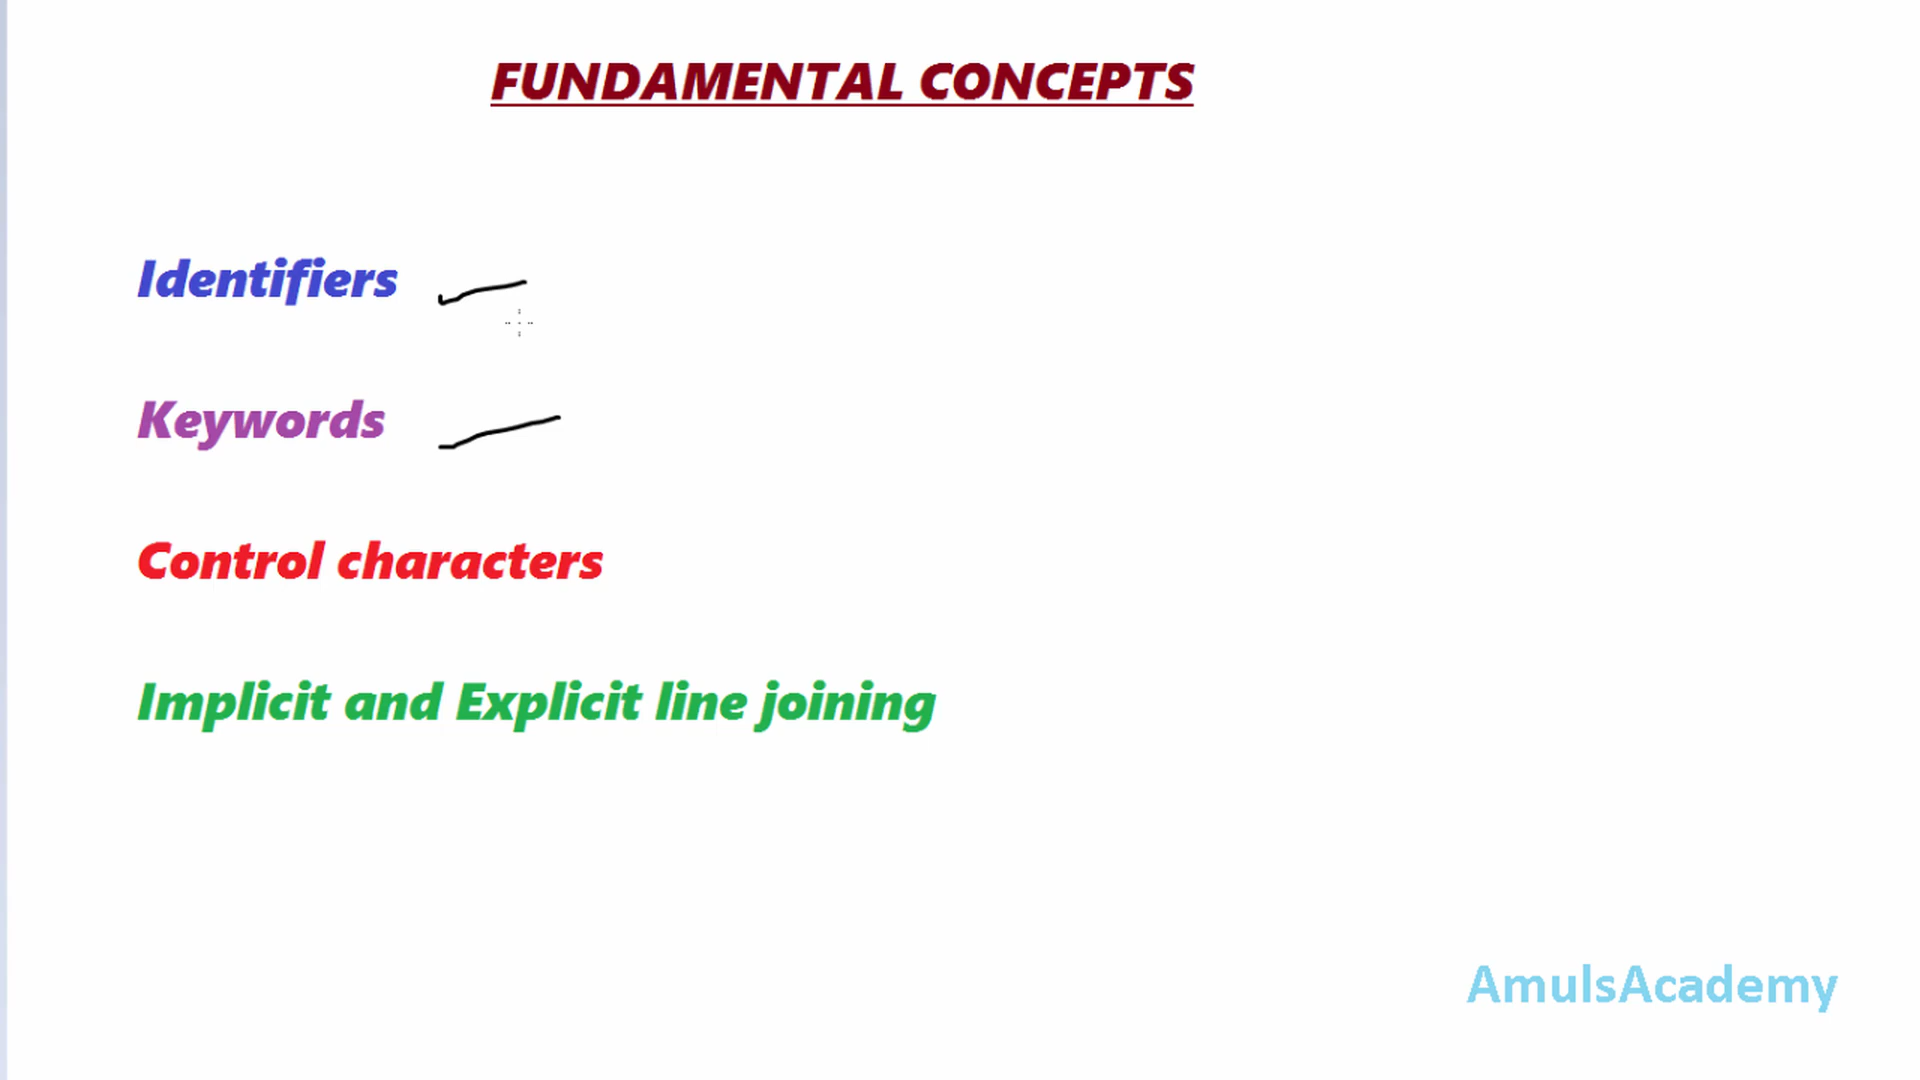 FUNDAMENTAL CONCEPTS
Identifiers
Keywords
Control characters
Implicit and Explicit line joining
AmulsAcademy